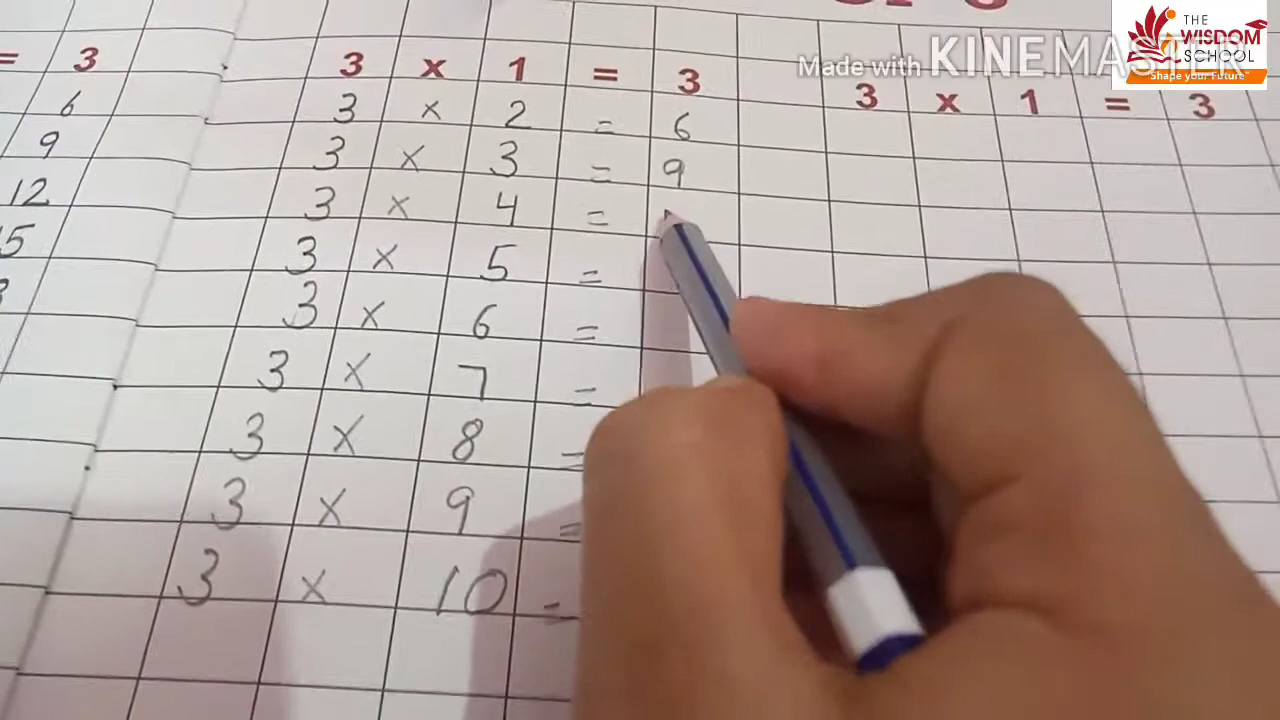 THE
WISDOM
SCHOOL
"Shape your Future"
Made with KINEMASTER
= 3
6
9
12
3 x 1 = 3
3 x 2 = 6
3 x 3 = 9
3 x 4 =
3 x 5 =
3 x 6 =
3 x 7 =
3 x 8 =
3 x 9 =
3 x 10 =
3 x 1 = 3